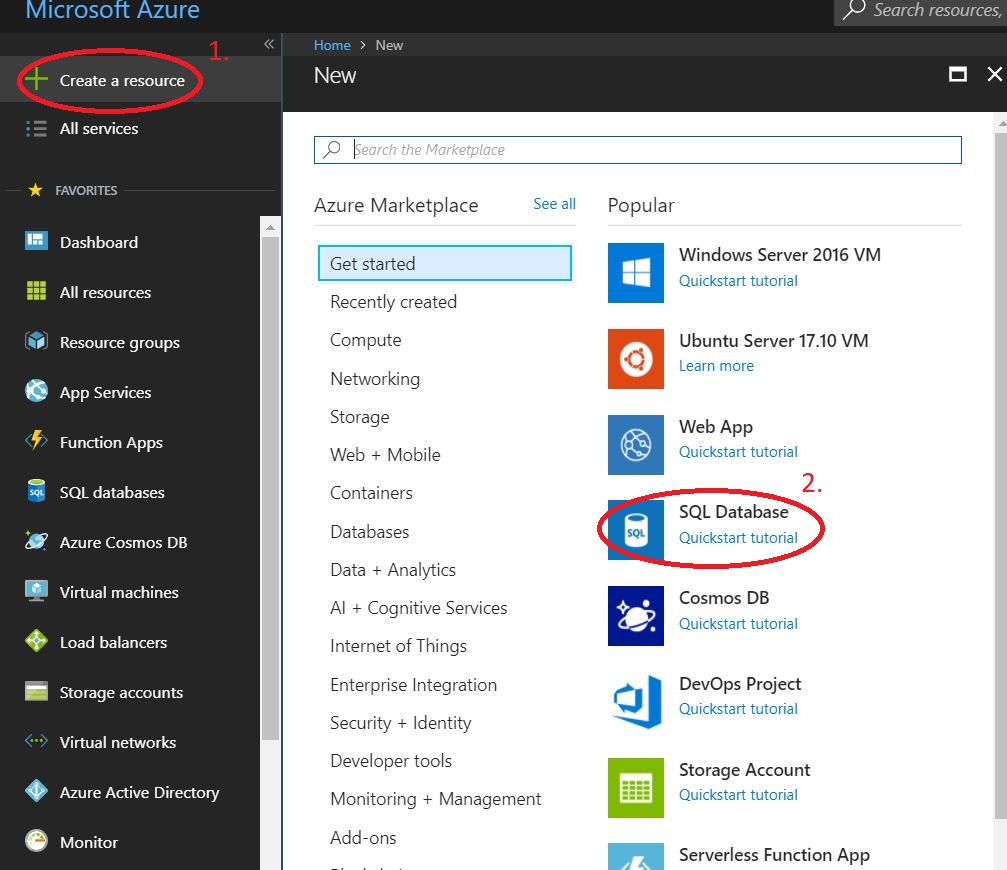 Microsoft Azure
Search resources,
1.
Create a resource
All services
FAVORITES
Dashboard
All resources
Resource groups
App Services
Function Apps
SQL databases
Azure Cosmos DB
Virtual machines
Load balancers
Storage accounts
Virtual networks
Azure Active Directory
Monitor
Home > New
New
Search the Marketplace
Azure Marketplace
See all
Get started
Recently created
Compute
Networking
Storage
Web + Mobile
Containers
Databases
Data + Analytics
AI + Cognitive Services
Internet of Things
Enterprise Integration
Security + Identity
Developer tools
Monitoring + Management
Add-ons
Popular
Windows Server 2016 VM
Quickstart tutorial
Ubuntu Server 17.10 VM
Learn more
Web App
Quickstart tutorial
2.
SQL
SQL Database
Quickstart tutorial
Cosmos DB
Quickstart tutorial
DevOps Project
Quickstart tutorial
Storage Account
Quickstart tutorial
Serverless Function App